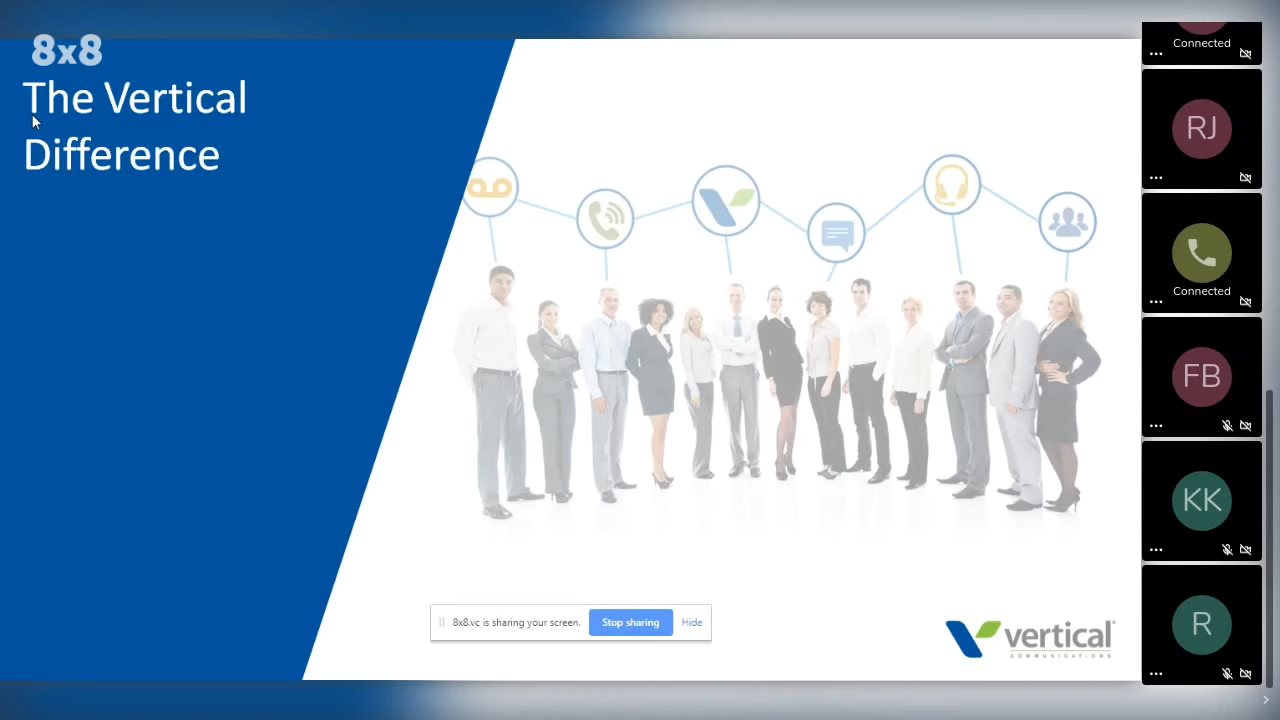 8x8
The Vertical
Difference
8x8.vc is sharing your screen.
Stop sharing
Hide
vertical
COMMUNICATIONS
Connected
RJ
Connected
FB
KK
R